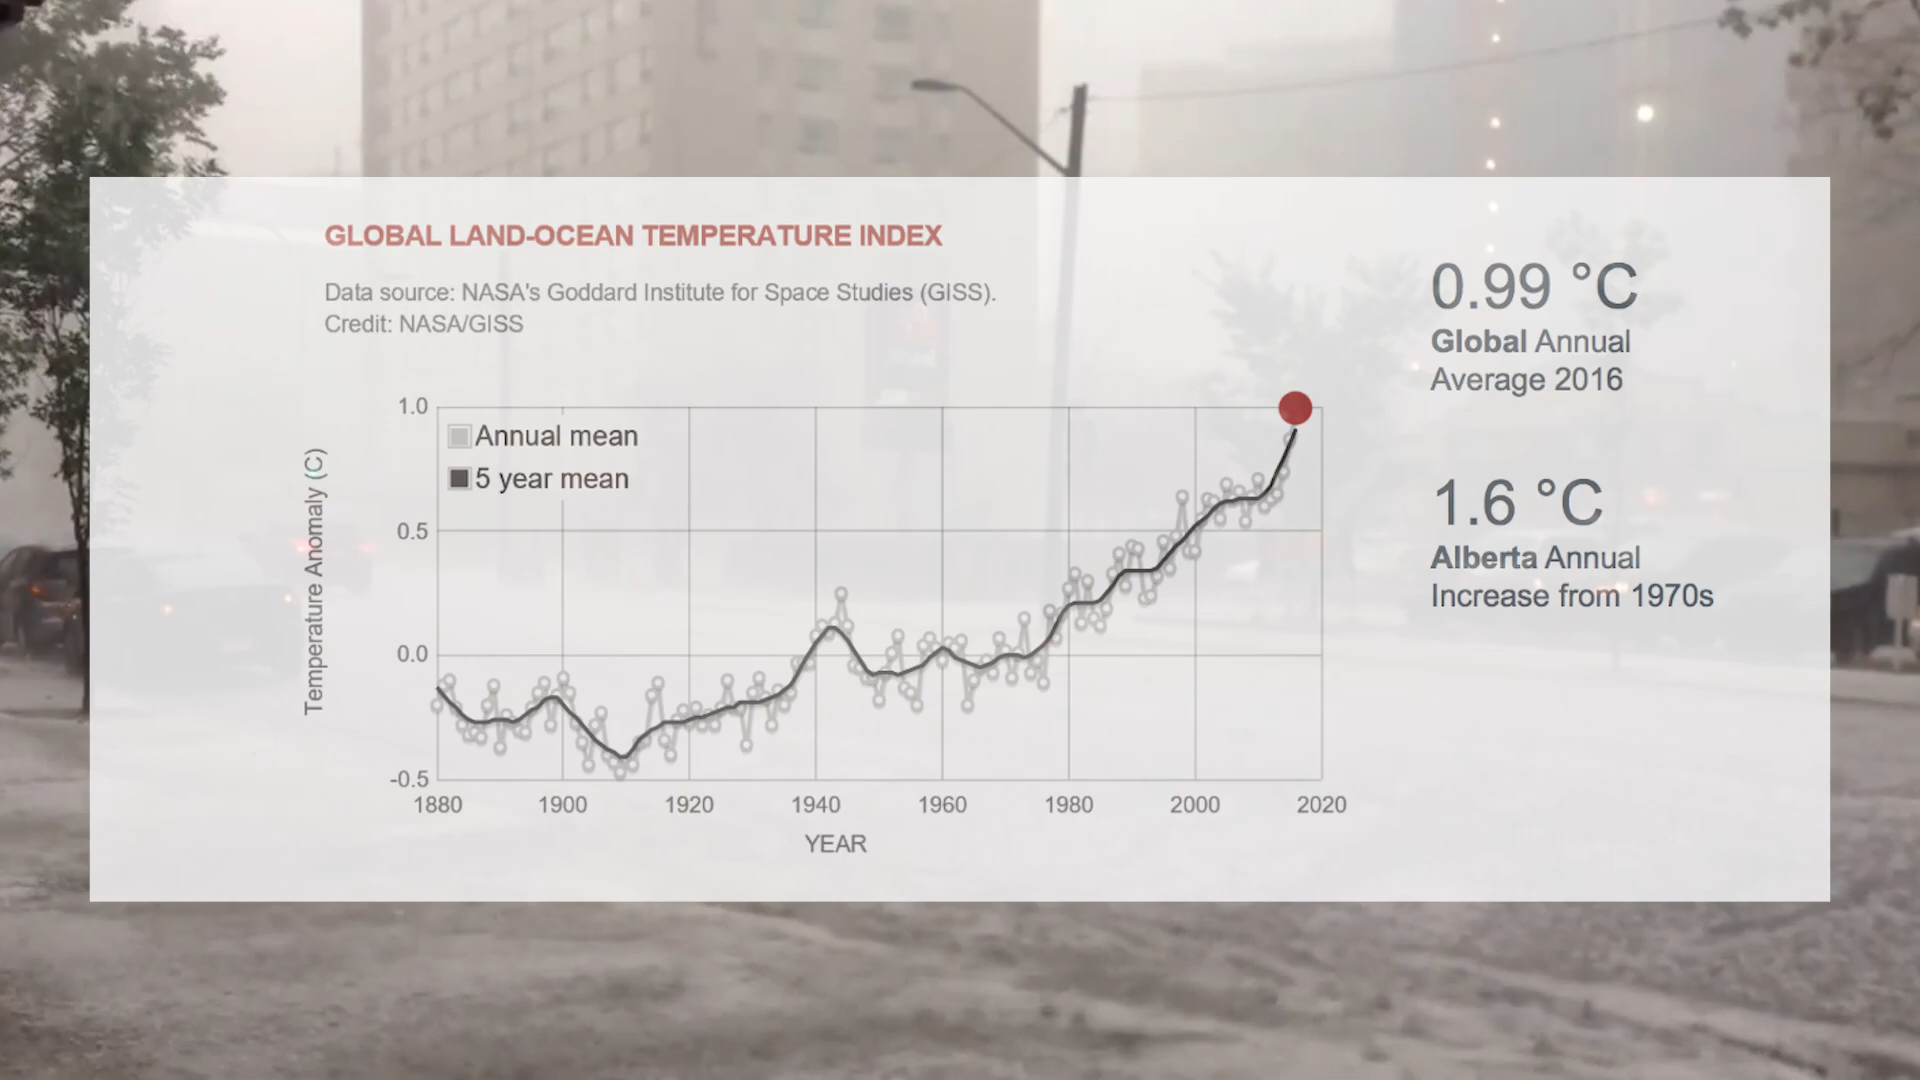 GLOBAL LAND-OCEAN TEMPERATURE INDEX
Data source: NASA's Goddard Institute for Space Studies (GISS).
Credit: NASA/GISS
0.99 °C
Global Annual
Average 2016
1.6 °C
Alberta Annual
Increase from 1970s
Annual mean
5 year mean
Temperature Anomaly (C)
1.0
0.5
0.0
-0.5
1880 1900 1920 1940 1960 1980 2000 2020
YEAR